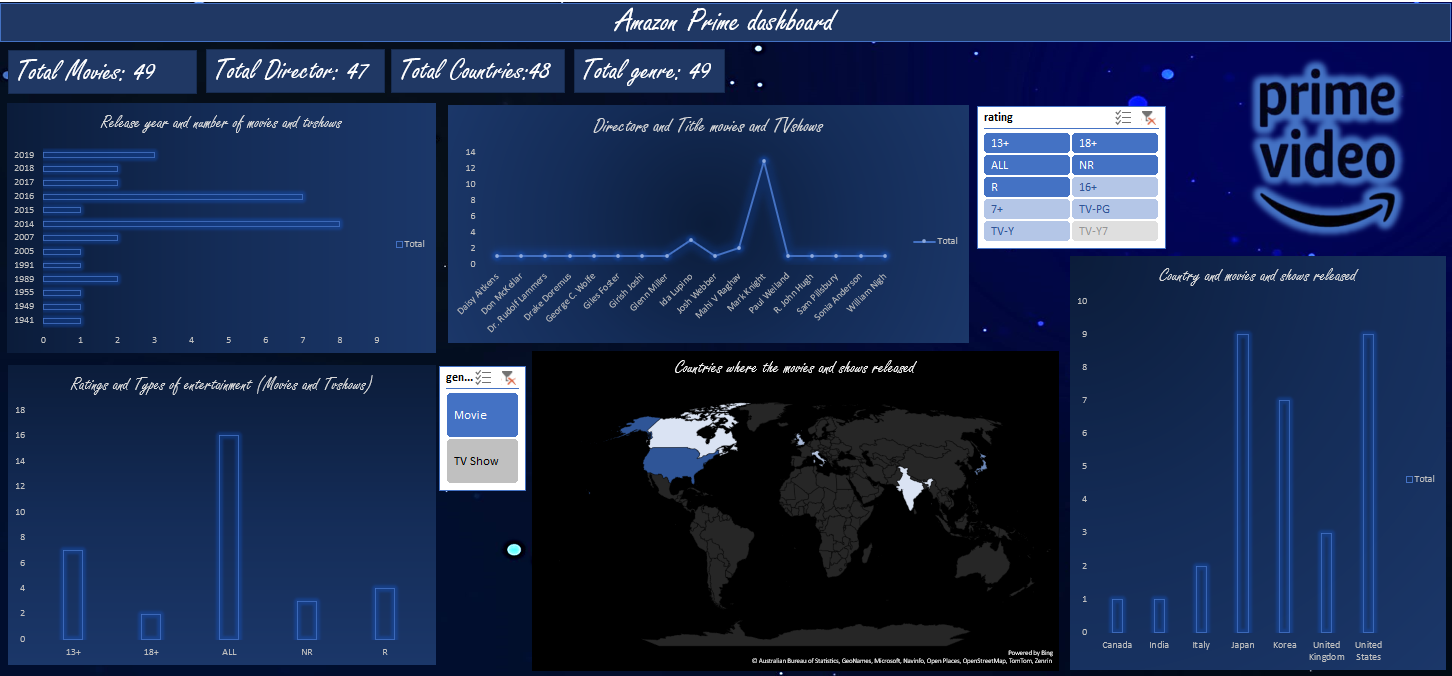 Amazon Prime dashboard
Total Movies: 49
Total Director: 47
Total Countries:48
Total genre: 49
prime
video
Release year and number of movies and tvshows
2019
2018
2017
2016
2015
2014
2007
2005
1991
1989
1955
1949
1941
0 1 2 3 4 5 6 7 8 9
Total
Directors and Title movies and TVshows
14
12
10
8
6
4
2
0
Daisy Aitkens
Don McKellar
Dr. Rudolf Lammers
Drake Doremus
George C. Wolfe
Giles Foster
Girish Joshi
Glenn Miller
Ida Lupino
Josh Webber
Mahi V Raghav
Mark Knight
Paul Weiland
R. John Hugh
Sam Pillsbury
Sonia Anderson
William Nigh
Total
rating
13+ 18+
ALL NR
R 16+
7+ TV-PG
TV-Y TV-Y7
Ratings and Types of entertainment (Movies and Tvshows)
18
16
14
12
10
8
6
4
2
0
13+ 18+ ALL NR R
gen...
Movie
TV Show
Countries where the movies and shows released
Powered by Bing
© Australian Bureau of Statistics, GeoNames, Microsoft, Navinfo, Open Places, OpenStreetMap, TomTom, Zenrin
Country and movies and shows released
10
9
8
7
6
5
4
3
2
1
0
Canada India Italy Japan Korea United Kingdom United States
Total